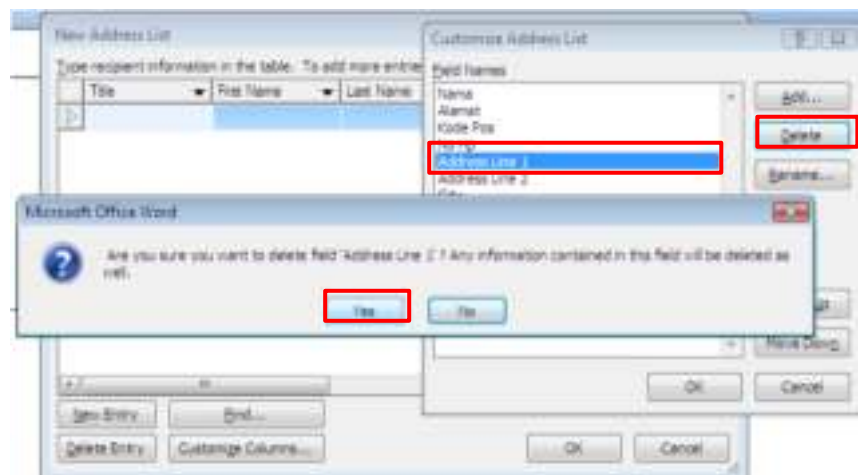 New Address List
Type recipient information in the table. To add more entrie
Title First Name Last Name
Customize Address List
Field Names
Nama
Alamat
Kode Pos
Address Line 1
Address Line 2
City
Add...
Delete
Rename...
Microsoft Office Word
Are you sure you want to delete field 'Address Line 1'? Any information contained in this field will be deleted as
well.
Yes No
Move Down
OK Cancel
New Entry Find...
Delete Entry Customize Columns...
OK Cancel